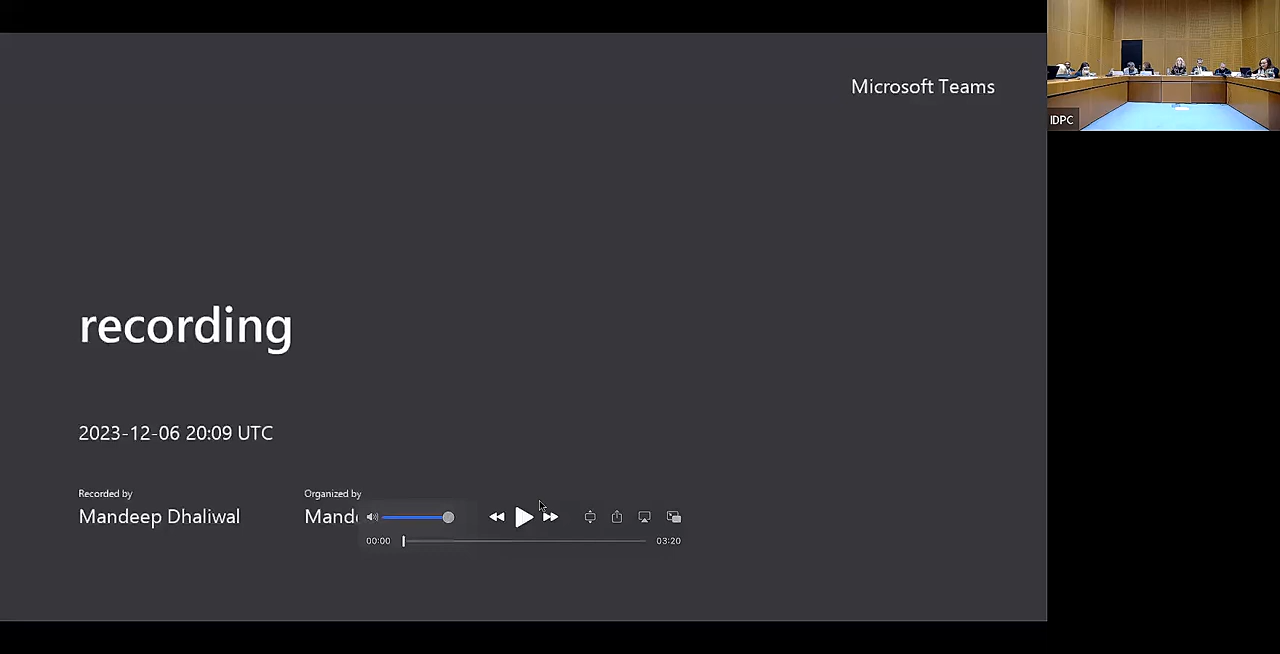 Microsoft Teams
IDPC
recording
2023-12-06 20:09 UTC
Recorded by
Organized by
Mandeep Dhaliwal
Mande
00:00
03:20